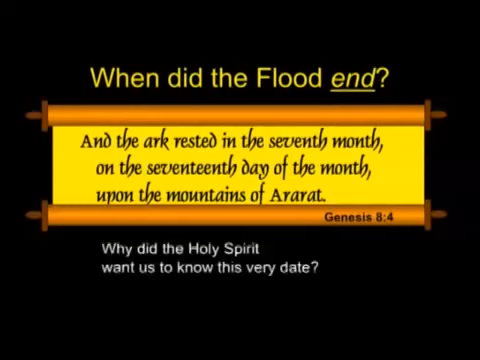 When did the Flood end?
And the ark rested in the seventh month,
on the seventeenth day of the month,
upon the mountains of Ararat.
Genesis 8:4
Why did the Holy Spirit
want us to know this very date?